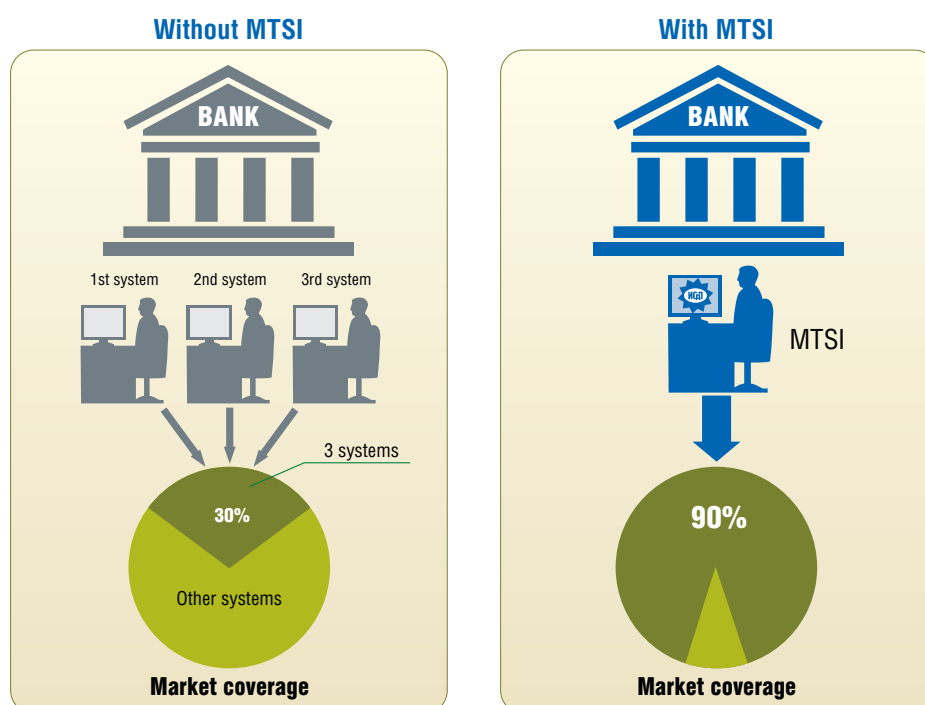 Without MTSI
BANK
1st system 2nd system 3rd system
3 systems
30%
Other systems
Market coverage
With MTSI
BANK
NGO
MTSI
90%
Market coverage